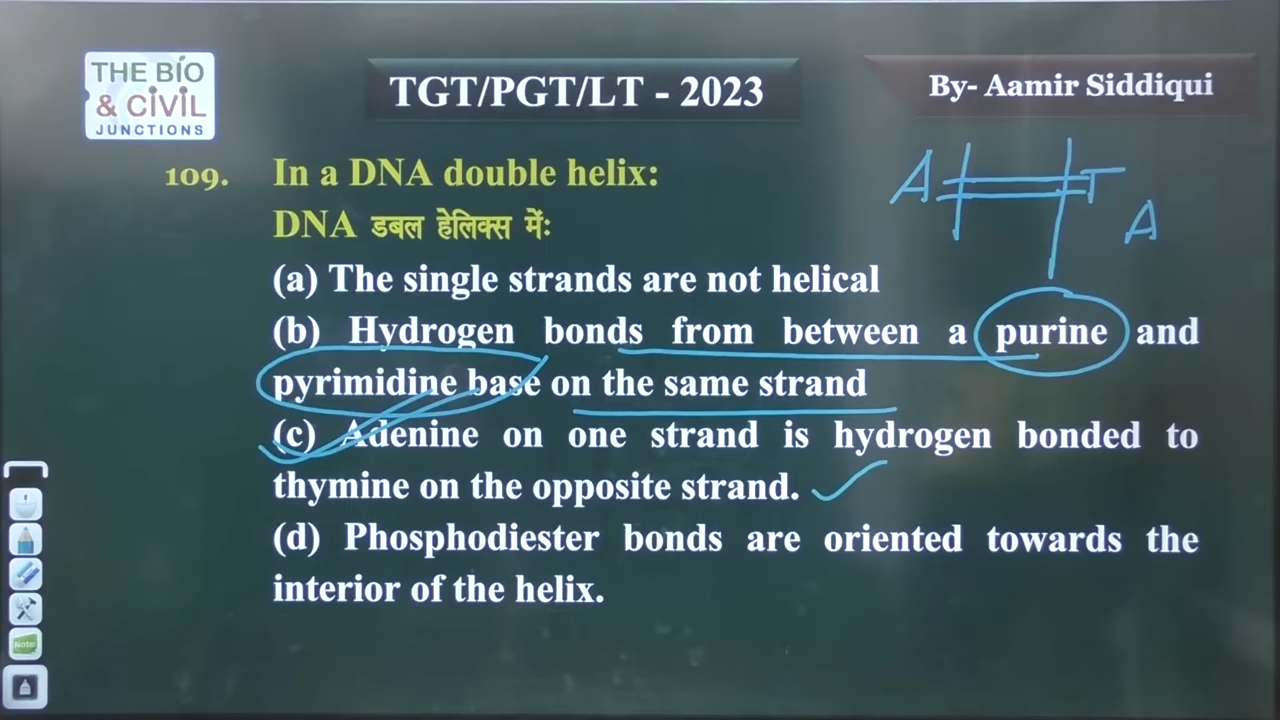 THE BIO
& CIVIL
JUNCTIONS
TGT/PGT/LT - 2023
By- Aamir Siddiqui
A T
A
109. In a DNA double helix:
DNA डबल हेलिक्स में:
(a) The single strands are not helical
(b) Hydrogen bonds from between a purine and
pyrimidine base on the same strand
(c) Adenine on one strand is hydrogen bonded to
thymine on the opposite strand.
(d) Phosphodiester bonds are oriented towards the
interior of the helix.
Note